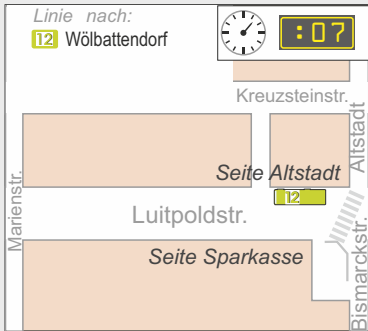 Linie nach:
12 Wölbattendorf
:07
Kreuzsteinstr.
Altstadt
Seite Altstadt
12
Marienstr.
Luitpoldstr.
Seite Sparkasse
Bismarckstr.